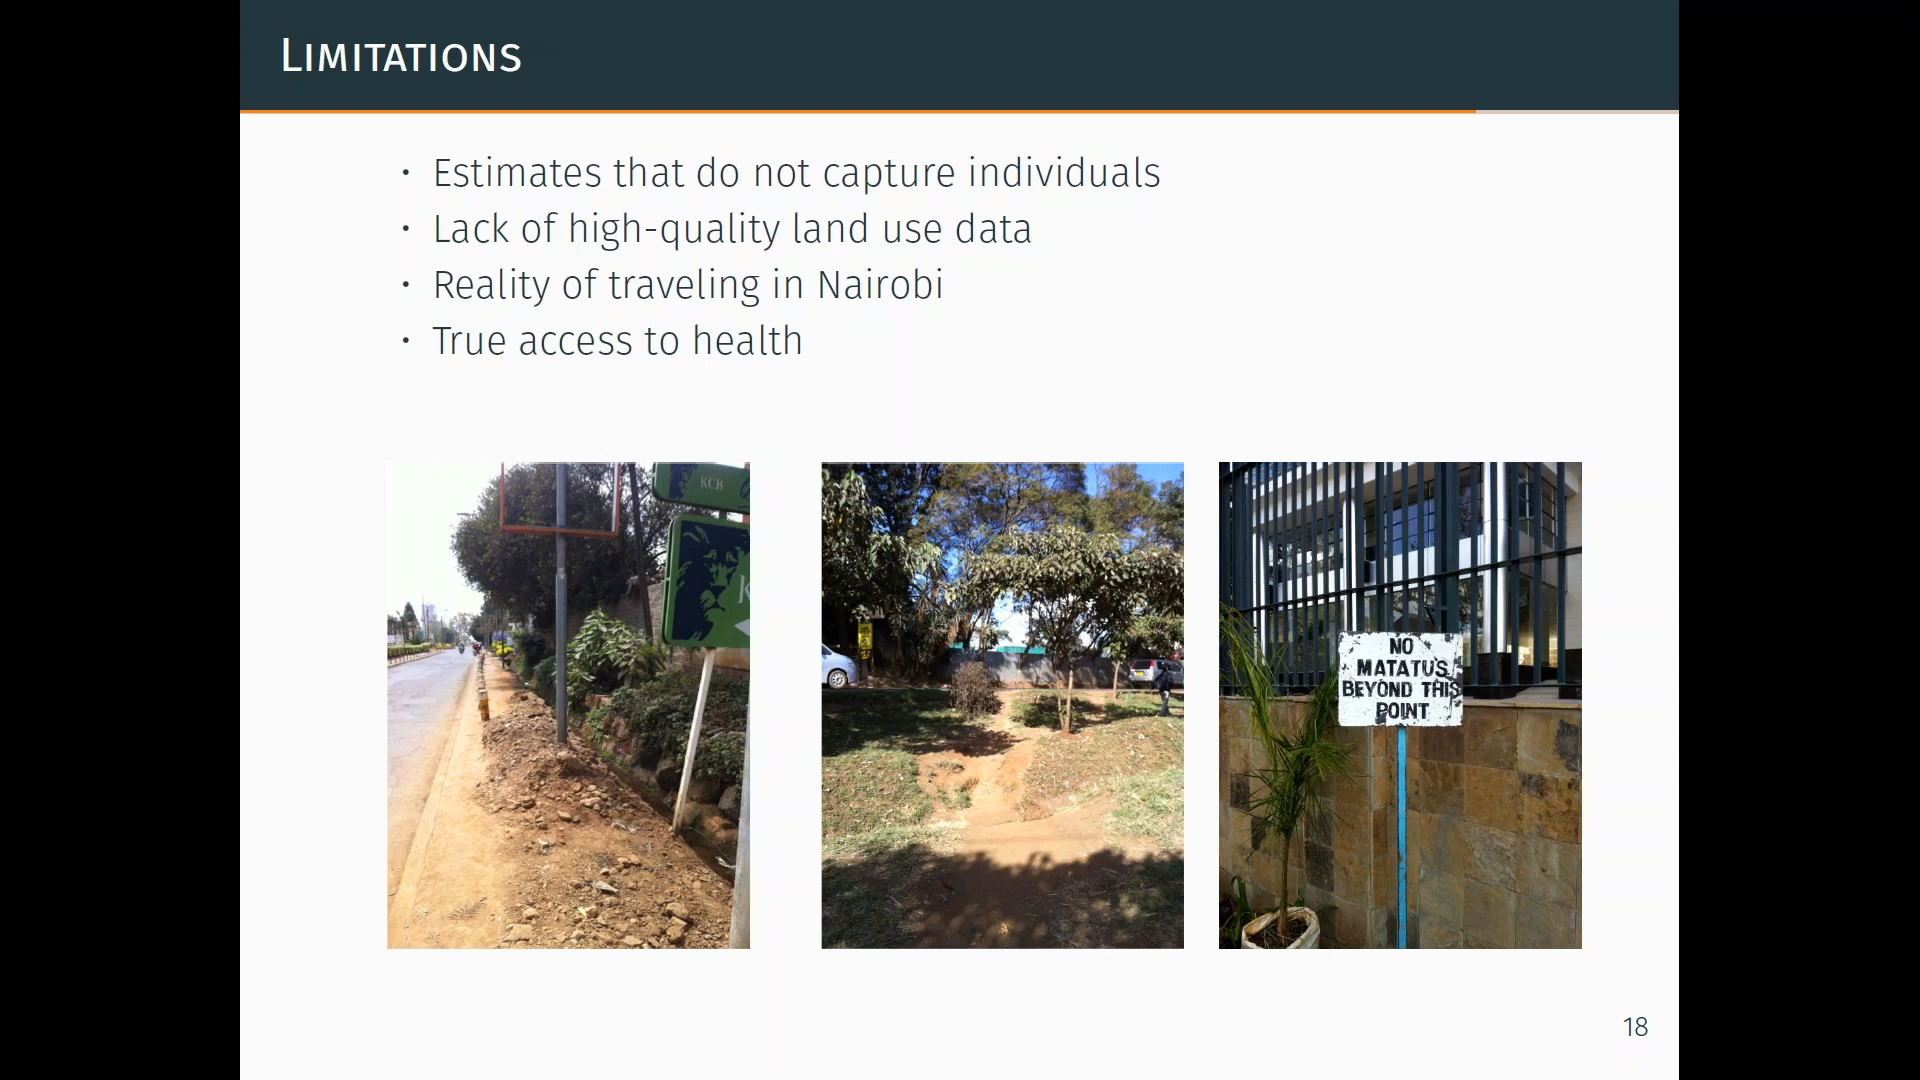 LIMITATIONS
· Estimates that do not capture individuals
· Lack of high-quality land use data
· Reality of traveling in Nairobi
· True access to health
KCB
NO
MATATUS
BEYOND THIS
POINT
18